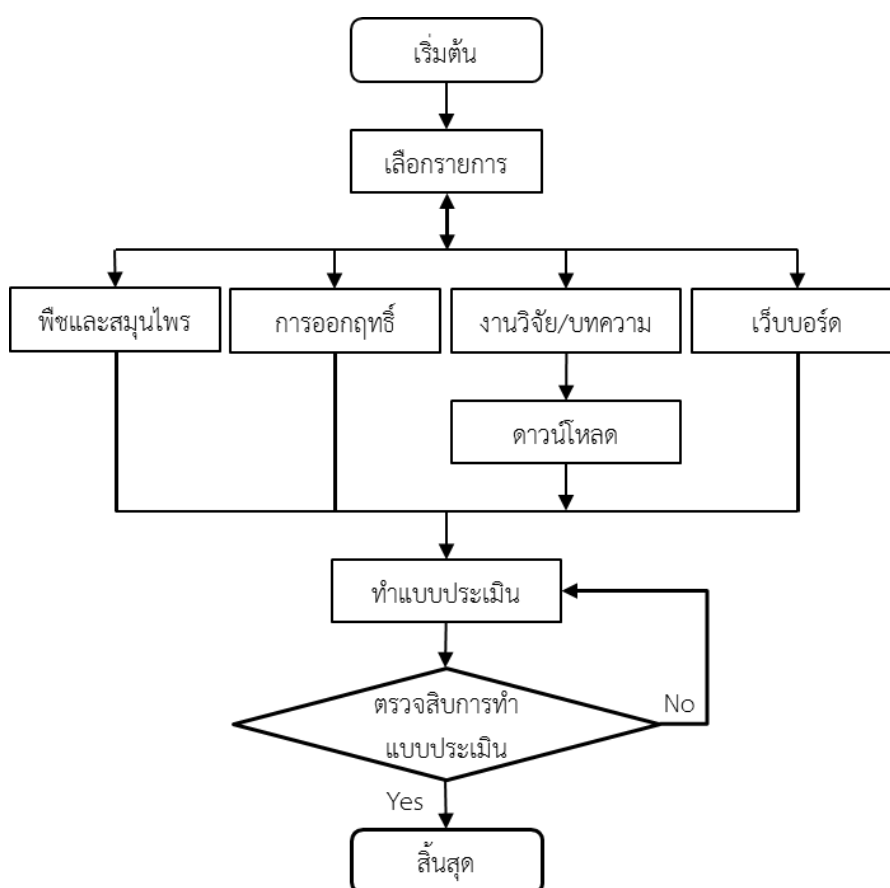 เริ่มต้น
เลือกรายการ
พืชและสมุนไพร
การออกฤทธิ์
งานวิจัย/บทความ
เว็บบอร์ด
ดาวน์โหลด
ทำแบบประเมิน
ตรวจสิบการทำ
แบบประเมิน
No
Yes
สิ้นสุด